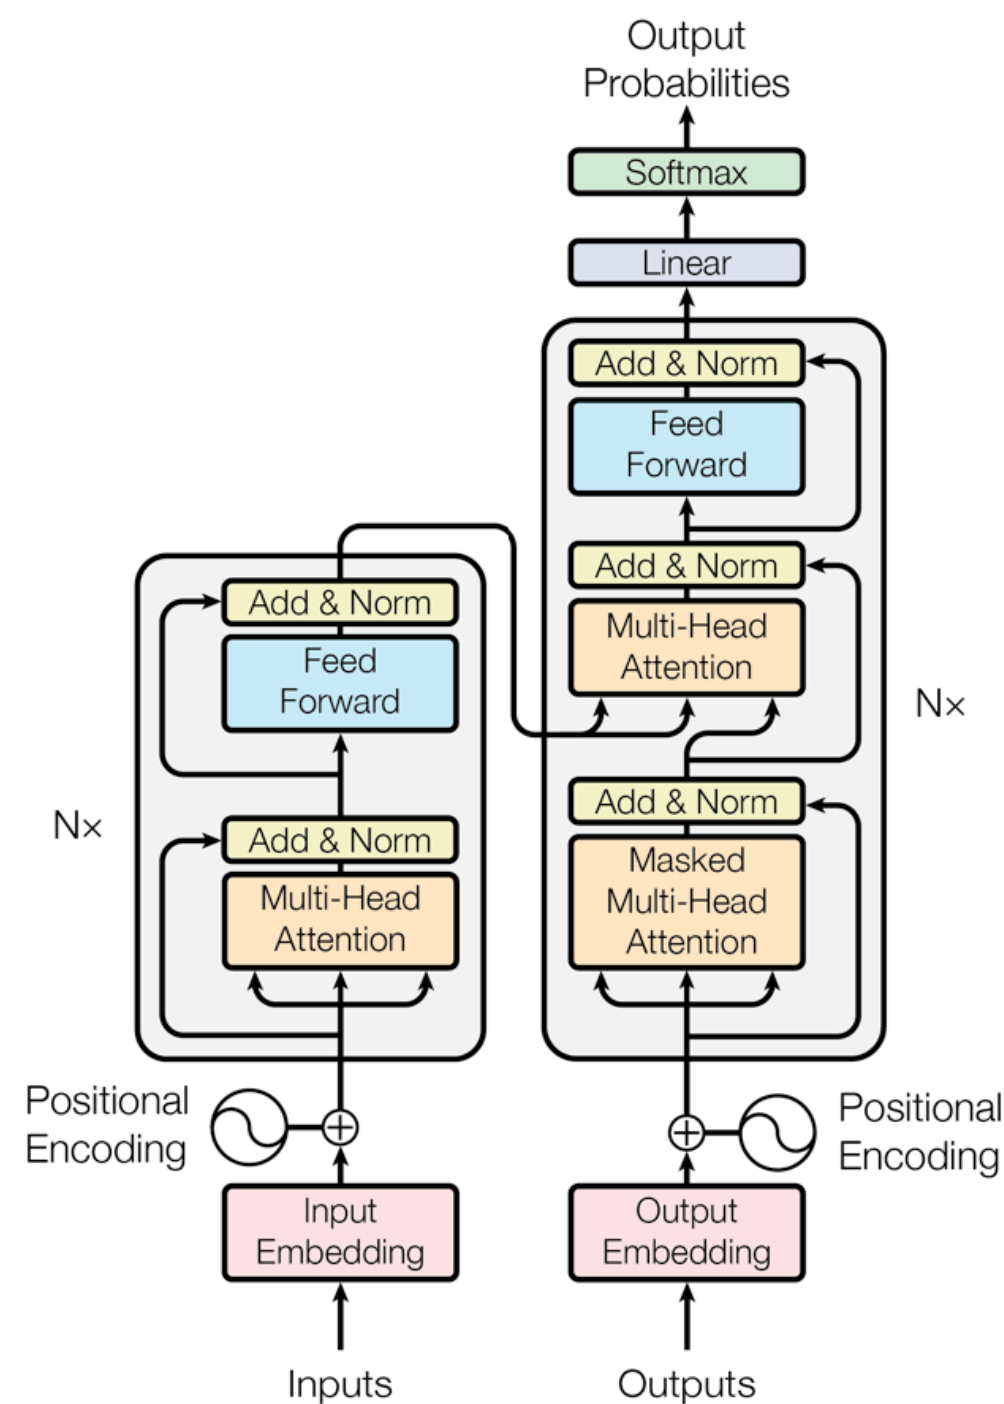 Output
Probabilities
Softmax
Linear
Add & Norm
Feed
Forward
Add & Norm
Multi-Head
Attention
N×
Add & Norm
Masked
Multi-Head
Attention
Add & Norm
Feed
Forward
N×
Add & Norm
Multi-Head
Attention
Positional
Encoding
Positional
Encoding
Input
Embedding
Output
Embedding
Inputs
Outputs